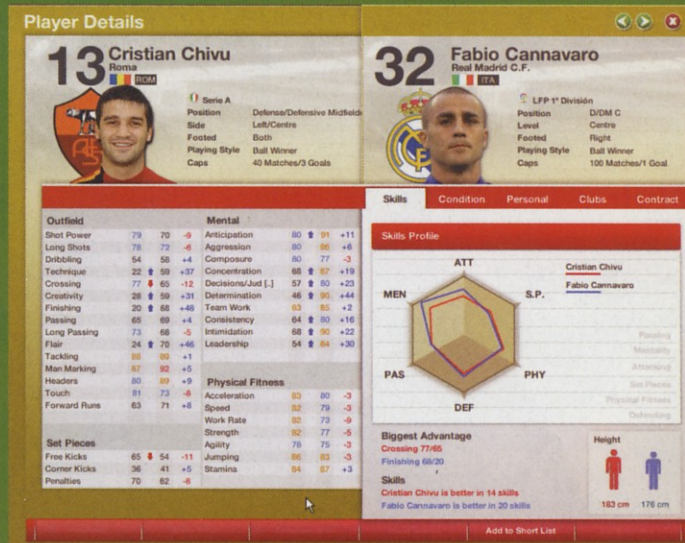 Player Details
13 Cristian Chivu
Roma
ROM
Serie A
Position Defense/Defensive Midfielde
Side Left/Centre
Footed Both
Playing Style Ball Winner
Caps 40 Matches/3 Goals
32 Fabio Cannavaro
Real Madrid C.F.
ITA
LFP 1ª División
Position D/DM C
Level Centre
Footed Right
Playing Style Ball Winner
Caps 100 Matches/1 Goal
Outfield
Shot Power 79 70 -9
Long Shots 78 72 -6
Dribbling 54 58 +4
Technique 22 59 +37
Crossing 77 65 -12
Creativity 28 59 +31
Finishing 20 68 +48
Passing 65 69 +4
Long Passing 73 68 -5
Flair 24 70 +46
Tackling 88 89 +1
Man Marking 87 92 +5
Headers 80 89 +9
Touch 81 73 -8
Forward Runs 63 71 +8
Set Pieces
Free Kicks 65 54 -11
Corner Kicks 36 41 +5
Penalties 70 62 -8
Mental
Anticipation 80 91 +11
Aggression 80 86 +6
Composure 80 77 -3
Concentration 68 87 +19
Decisions/Jud [..] 57 80 +23
Determination 46 90 +44
Team Work 83 85 +2
Consistency 64 80 +16
Intimidation 68 90 +22
Leadership 54 84 +30
Physical Fitness
Acceleration 83 80 -3
Speed 82 79 -3
Work Rate 82 73 -9
Strength 82 77 -5
Agility 78 75 -3
Jumping 86 83 -3
Stamina 84 87 +3
Skills Condition Personal Clubs Contract
Skills Profile
ATT
MEN
S.P.
PAS
PHY
DEF
Cristian Chivu
Fabio Cannavaro
Passing
Mentality
Attacking
Set Pieces
Physical Fitness
Defending
Biggest Advantage
Crossing 77/65
Finishing 68/20
Skills
Cristian Chivu is better in 14 skills
Fabio Cannavaro is better in 20 skills
Height
183 cm 176 cm
Add to Short List